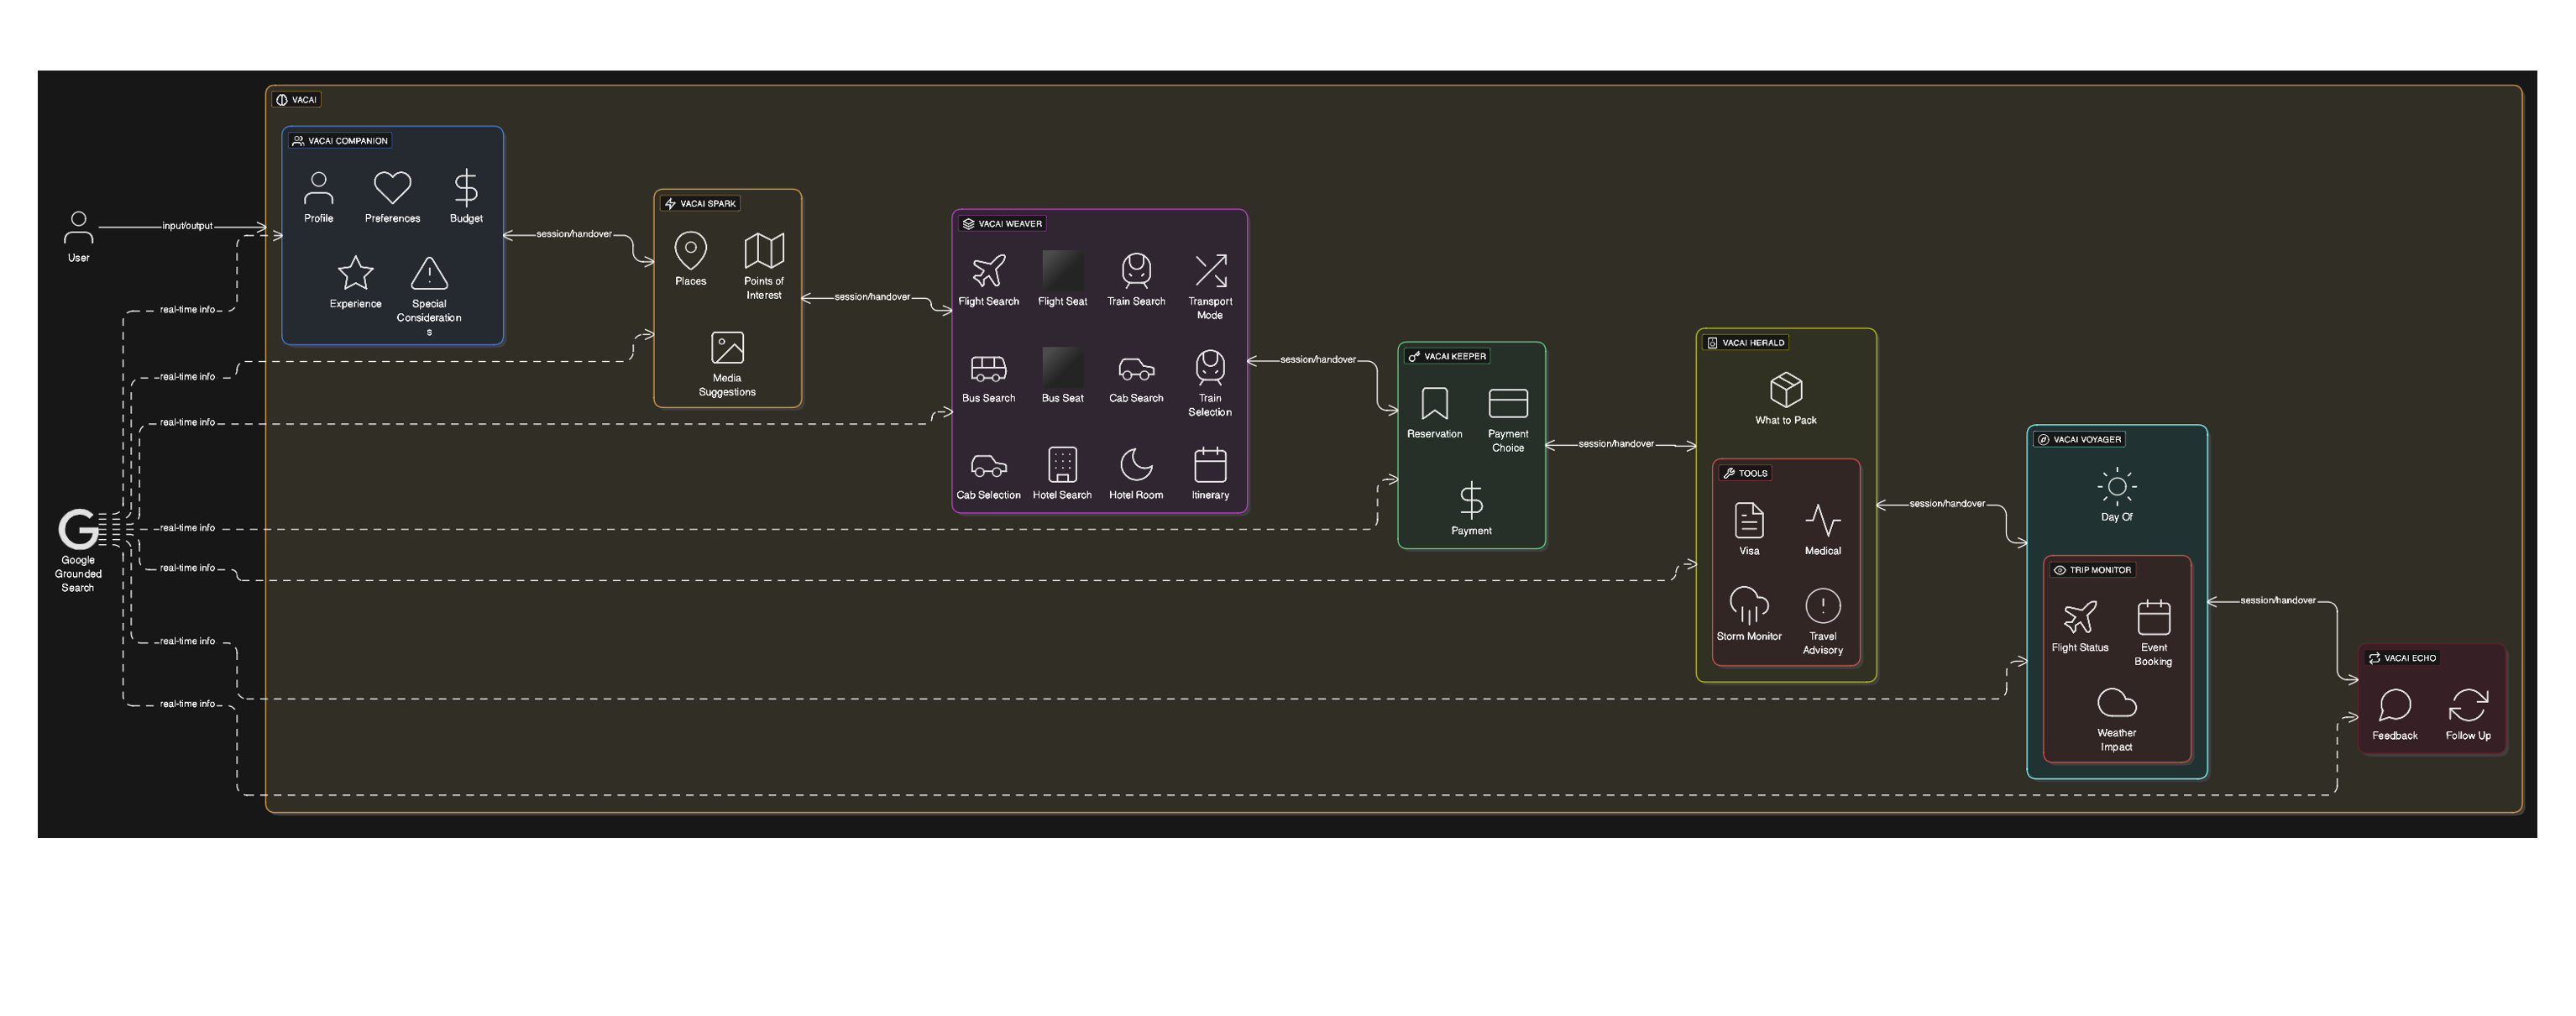 VACAI
VACAI COMPANION
Profile
Preferences
Budget
Experience
Special
Consideration
s
User
input/output
session/handover
VACAI SPARK
Places
Points of
Interest
Media
Suggestions
session/handover
VACAI WEAVER
Flight Search
Flight Seat
Train Search
Transport
Mode
Bus Search
Bus Seat
Cab Search
Train
Selection
Cab Selection
Hotel Search
Hotel Room
Itinerary
session/handover
VACAI KEEPER
Reservation
Payment
Choice
Payment
session/handover
VACAI HERALD
What to Pack
TOOLS
Visa
Medical
Storm Monitor
Travel
Advisory
session/handover
VACAI VOYAGER
Day Of
TRIP MONITOR
Flight Status
Event
Booking
Weather
Impact
session/handover
VACAI ECHO
Feedback
Follow Up
Google
Grounded
Search
real-time info
real-time info
real-time info
real-time info
real-time info
real-time info
real-time info